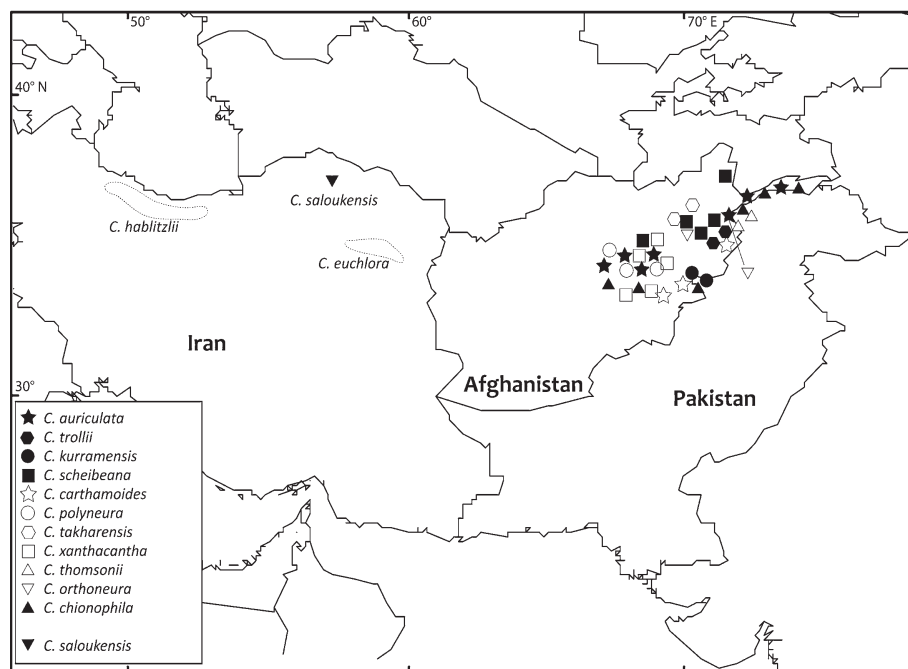 50° 60° 70° E
40° N
C. saloukensis
C. hablitzlii
C. euchlora
Iran
Afghanistan
Pakistan
30°
C. auriculata
C. trollii
C. kurramensis
C. scheibeana
C. carthamoides
C. polyneura
C. takharensis
C. xanthacantha
C. thomsonii
C. orthoneura
C. chionophila
C. saloukensis